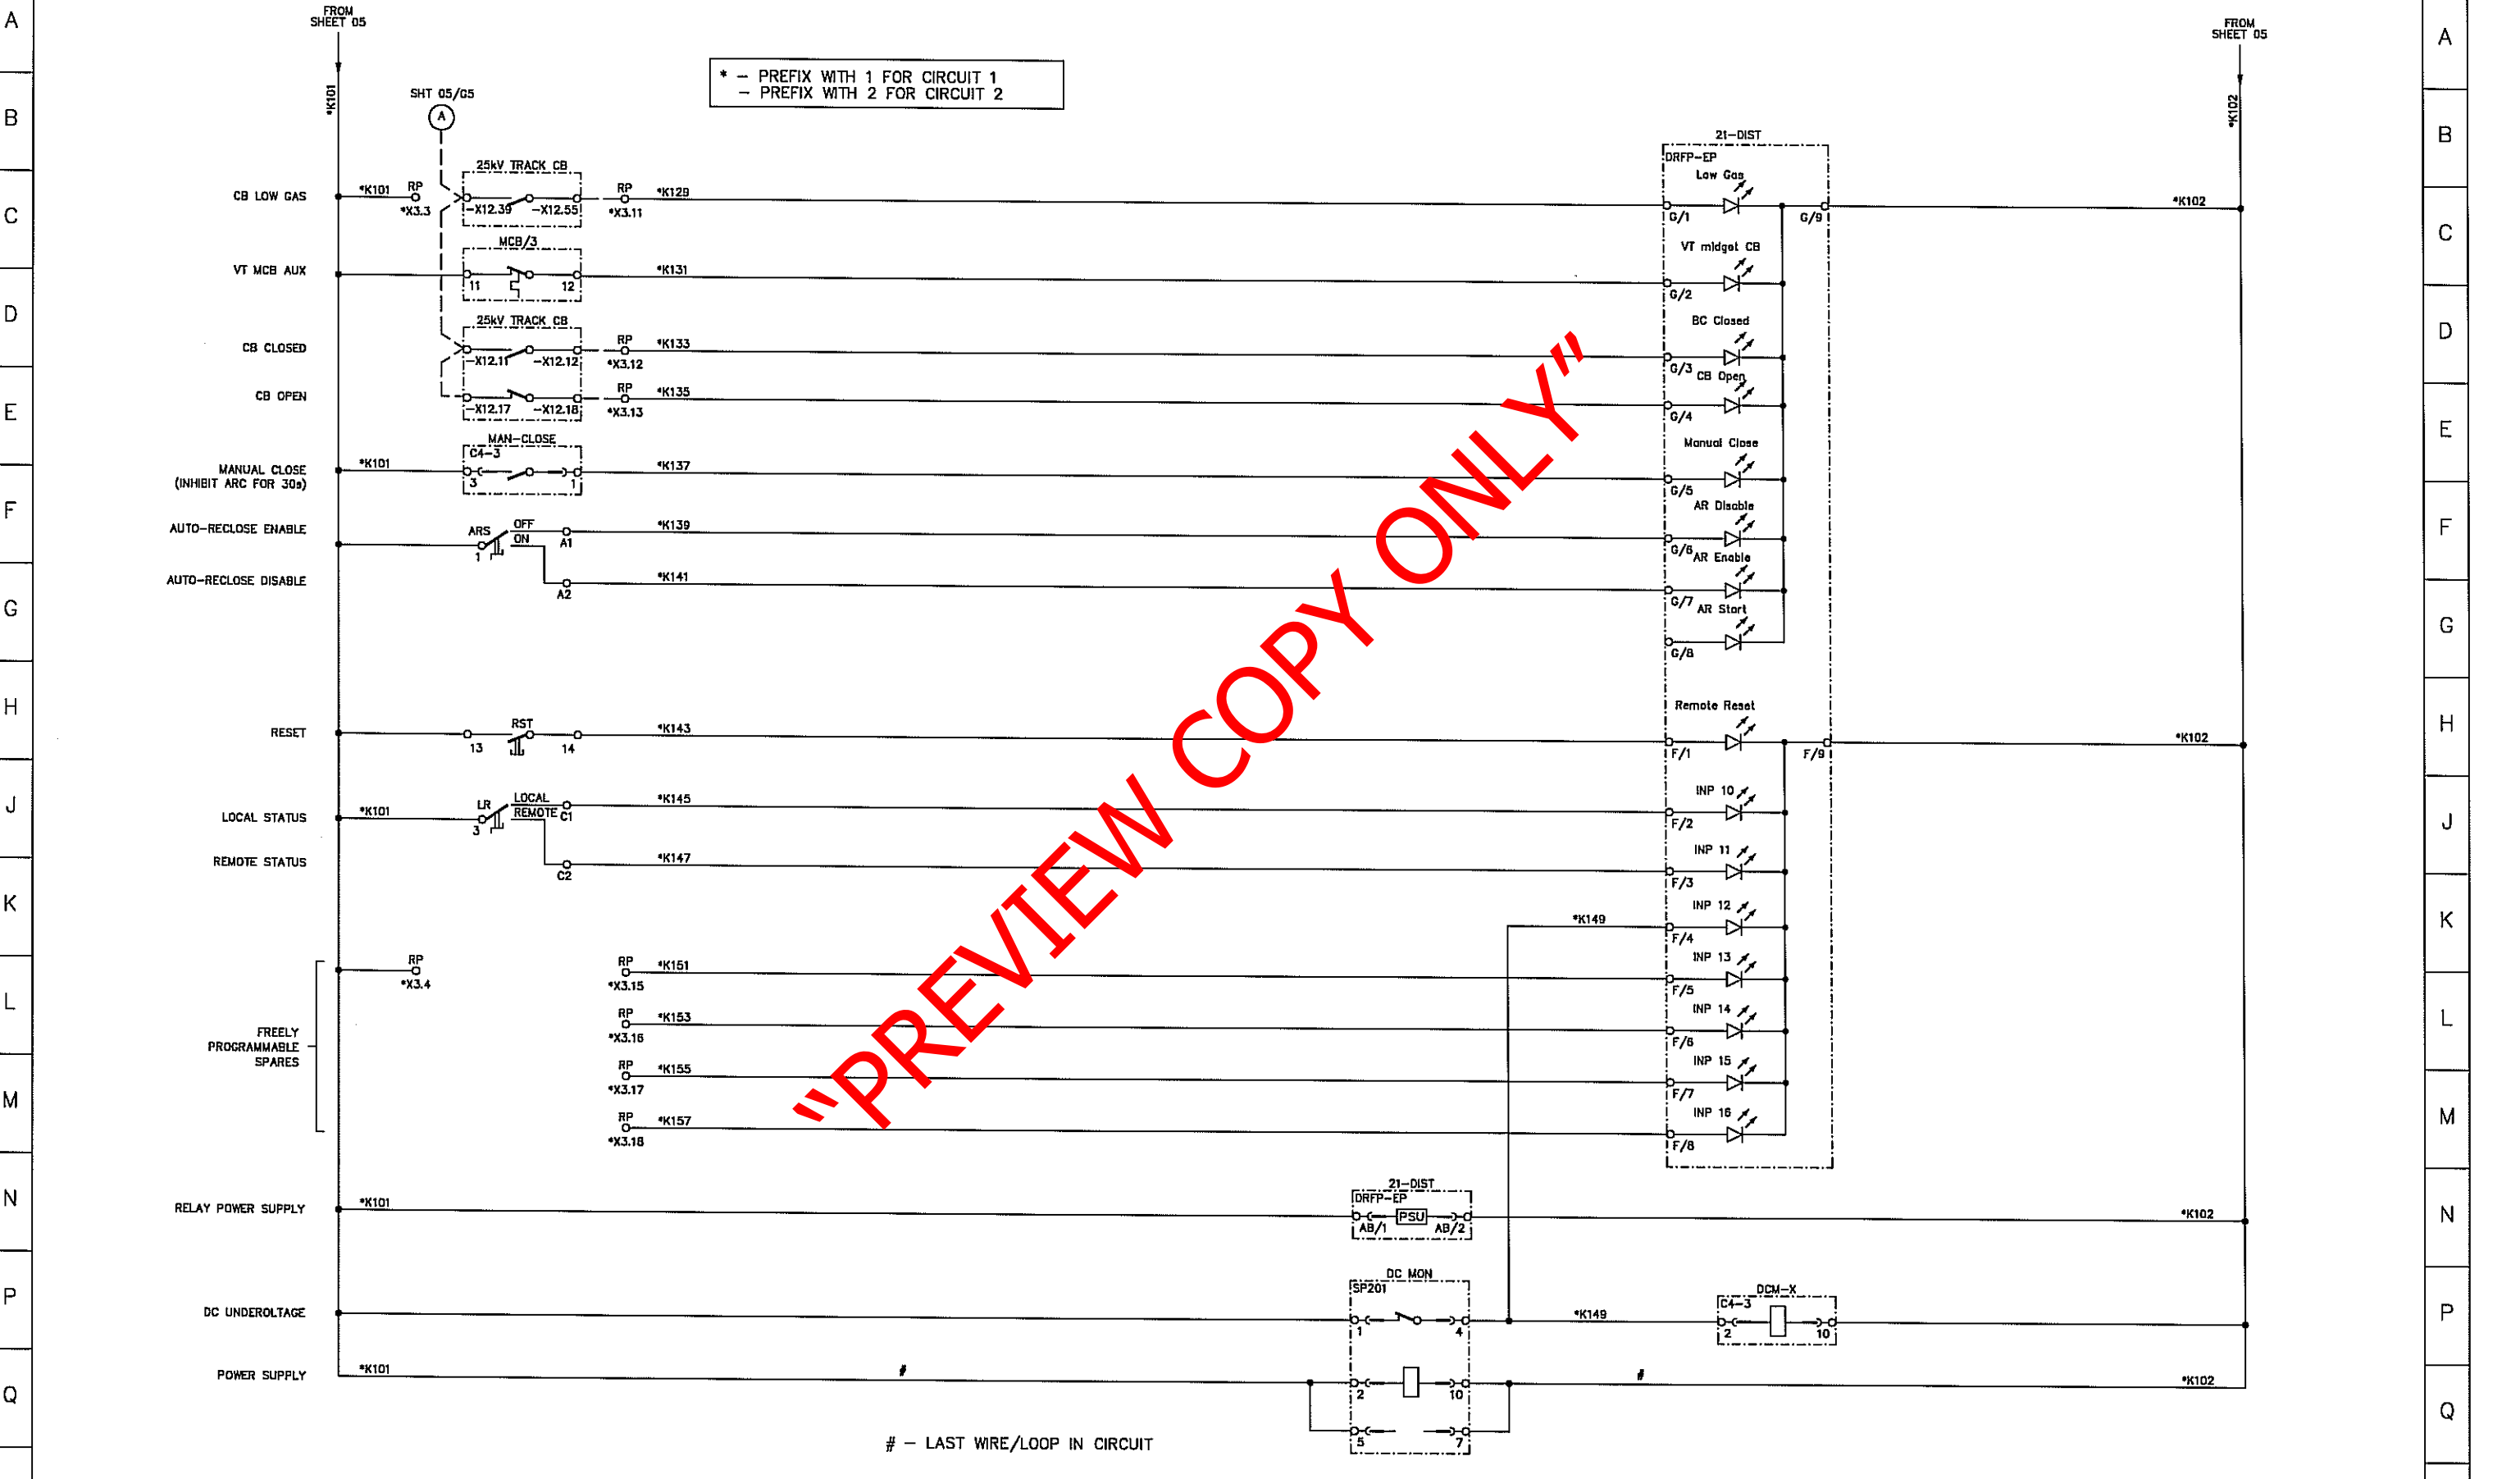 FROM
SHEET 05
FROM
SHEET 05
A
A
* – PREFIX WITH 1 FOR CIRCUIT 1
– PREFIX WITH 2 FOR CIRCUIT 2
*K101
SHT 05/G5
A
*K102
B
B
21-DIST
DRFP-EP
CB LOW GAS
*K101
RP
*X3.3
25kV TRACK CB
-X12.39
-X12.55
RP
*X3.11
*K129
Low Gas
G/1
G/9
*K102
C
C
VT MCB AUX
MCB/3
11
12
*K131
VT midget CB
G/2
D
D
CB CLOSED
25kV TRACK CB
-X12.11
-X12.12
RP
*X3.12
*K133
BC Closed
G/3
CB OPEN
-X12.17
-X12.18
RP
*X3.13
*K135
CB Open
G/4
E
E
MANUAL CLOSE
(INHIBIT ARC FOR 30s)
*K101
MAN-CLOSE
C4-3
3
1
*K137
Manual Close
G/5
F
F
AUTO-RECLOSE ENABLE
ARS
1
OFF
ON
A1
*K139
AR Disable
G/6
AUTO-RECLOSE DISABLE
A2
*K141
AR Enable
G/7
G
G
AR Start
G/8
H
H
RESET
13
RST
14
*K143
Remote Reset
F/1
F/9
*K102
J
J
LOCAL STATUS
*K101
LR
3
LOCAL
REMOTE
C1
*K145
INP 10
F/2
REMOTE STATUS
C2
*K147
INP 11
F/3
K
K
*K149
INP 12
F/4
RP
*X3.4
RP
*X3.15
*K151
INP 13
F/5
L
L
FREELY
PROGRAMMABLE
SPARES
RP
*X3.16
*K153
INP 14
F/6
RP
*X3.17
*K155
INP 15
F/7
M
M
RP
*X3.18
*K157
INP 16
F/8
N
N
RELAY POWER SUPPLY
*K101
21-DIST
DRFP-EP
AB/1
PSU
AB/2
*K102
P
P
DC UNDEROLTAGE
DC MON
SP201
1
4
*K149
DCM-X
C4-3
2
10
POWER SUPPLY
*K101
#
2
10
#
*K102
Q
Q
5
7
# – LAST WIRE/LOOP IN CIRCUIT
"PREVIEW COPY ONLY"